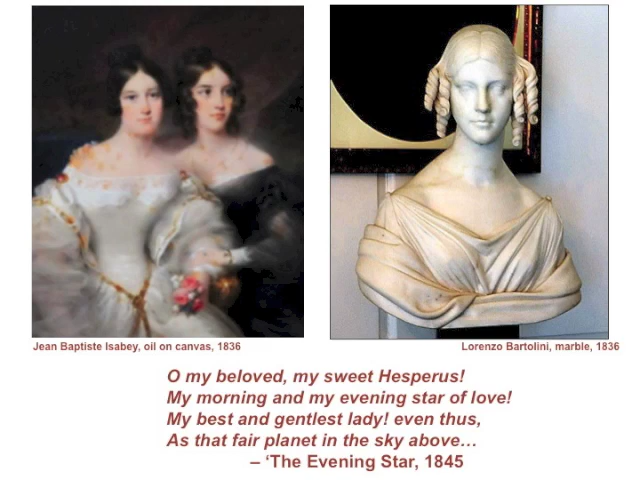 Jean Baptiste Isabey, oil on canvas, 1836
Lorenzo Bartolini, marble, 1836
O my beloved, my sweet Hesperus!
My morning and my evening star of love!
My best and gentlest lady! even thus,
As that fair planet in the sky above…
– ‘The Evening Star, 1845